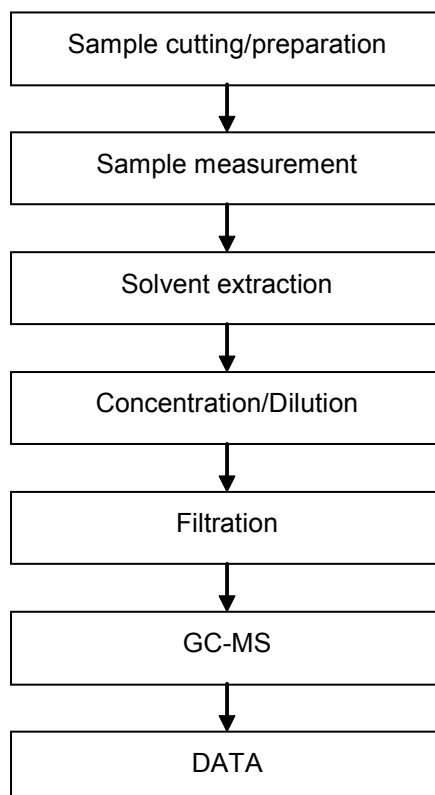 Sample cutting/preparation
Sample measurement
Solvent extraction
Concentration/Dilution
Filtration
GC-MS
DATA